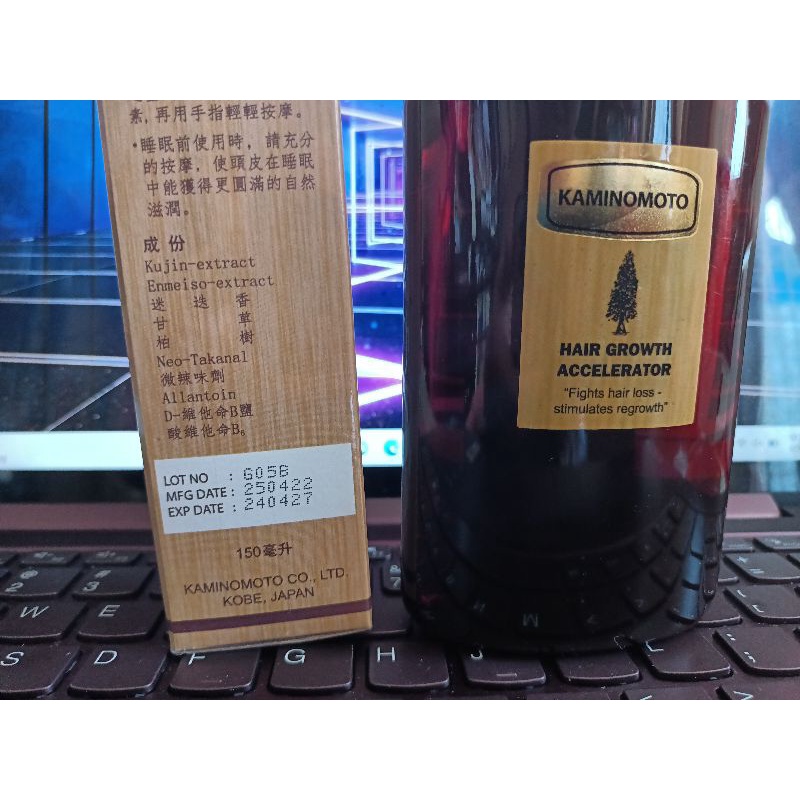 素,再用手指輕輕按摩。
•睡眠前使用時，請充分
的按摩，使頭皮在睡眠
中能獲得更圓滿的自然
滋潤。
成份
Kujin-extract
Enmeiso-extract
迷迭香
甘草
柏樹
Neo-Takanal
微辣味劑
Allantoin
D-維他命B鹽
酸維他命B₆
LOT NO : G05B
MFG DATE : 250422
EXP DATE : 240427
150毫升
KAMINOMOTO CO., LTD.
KOBE, JAPAN
KAMINOMOTO
HAIR GROWTH
ACCELERATOR
"Fights hair loss -
stimulates regrowth"
2 3 7
W E M
S D F G H J